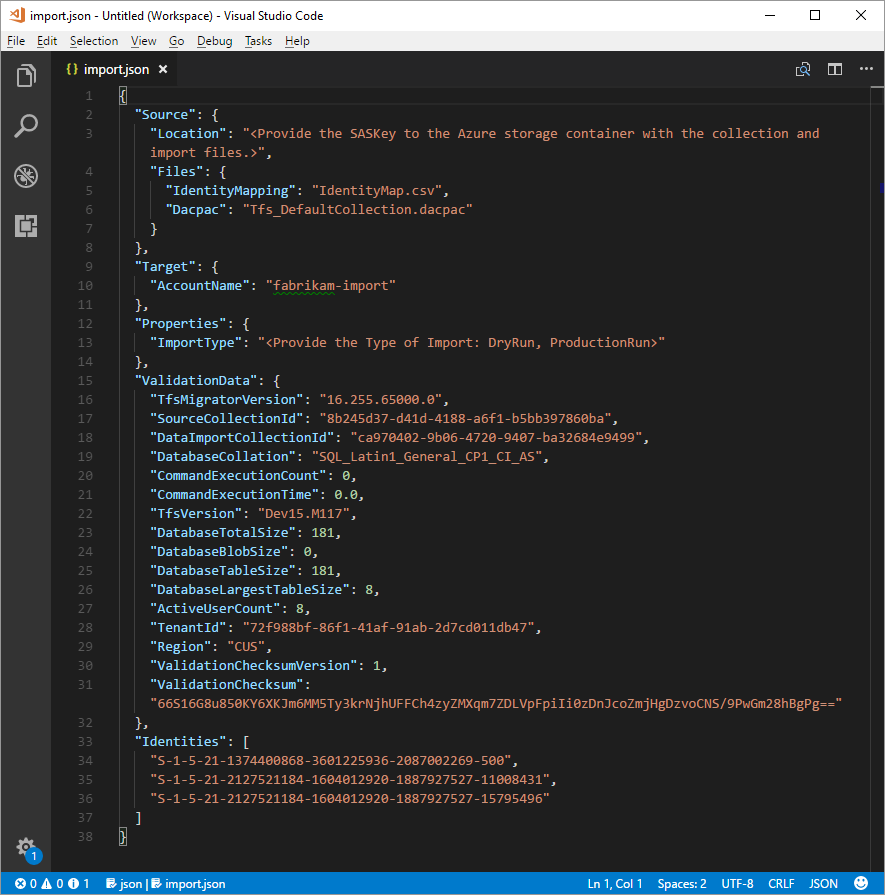 import.json - Untitled (Workspace) - Visual Studio Code
File Edit Selection View Go Debug Tasks Help
{} import.json ×
1 {
2 "Source": {
3 "Location": "<Provide the SASKey to the Azure storage container with the collection and
import files.>",
4 "Files": {
5 "IdentityMapping": "IdentityMap.csv",
6 "Dacpac": "Tfs_DefaultCollection.dacpac"
7 }
8 },
9 "Target": {
10 "AccountName": "fabrikam-import"
11 },
12 "Properties": {
13 "ImportType": "<Provide the Type of Import: DryRun, ProductionRun>"
14 },
15 "ValidationData": {
16 "TfsMigratorVersion": "16.255.65000.0",
17 "SourceCollectionId": "8b245d37-d41d-4188-a6f1-b5bb397860ba",
18 "DataImportCollectionId": "ca970402-9b06-4720-9407-ba32684e9499",
19 "DatabaseCollation": "SQL_Latin1_General_CP1_CI_AS",
20 "CommandExecutionCount": 0,
21 "CommandExecutionTime": 0.0,
22 "TfsVersion": "Dev15.M117",
23 "DatabaseTotalSize": 181,
24 "DatabaseBlobSize": 0,
25 "DatabaseTableSize": 181,
26 "DatabaseLargestTableSize": 8,
27 "ActiveUserCount": 8,
28 "TenantId": "72f988bf-86f1-41af-91ab-2d7cd011db47",
29 "Region": "CUS",
30 "ValidationChecksumVersion": 1,
31 "ValidationChecksum":
"66S16G8u850KY6XKJm6MM5Ty3krNjhUFFCh4zyZMXqm7ZDLVpFpiIi0zDnJcoZmjHgDzvoCNS/9PwGm28hBgPg=="
32 },
33 "Identities": [
34 "S-1-5-21-1374400868-3601225936-2087002269-500",
35 "S-1-5-21-2127521184-1604012920-1887927527-11008431",
36 "S-1-5-21-2127521184-1604012920-1887927527-15795496"
37 ]
38 }
1
0 0 1 json | import.json Ln 1, Col 1 Spaces: 2 UTF-8 CRLF JSON